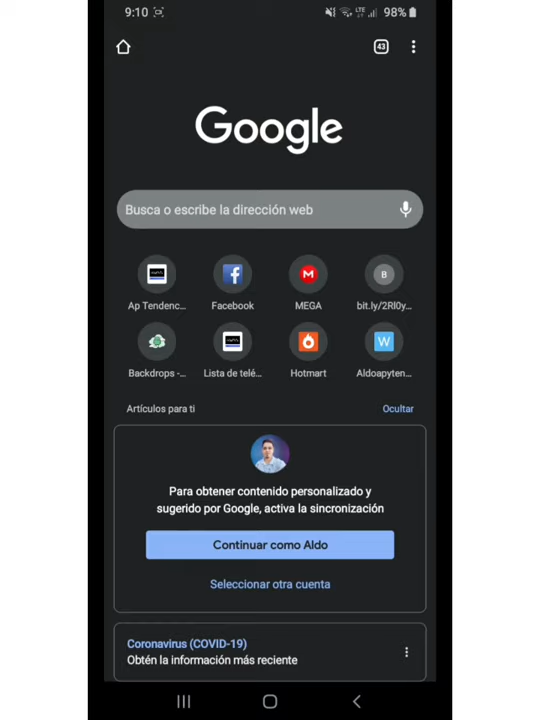 9:10
LTE 98%
43
Google
Busca o escribe la dirección web
Ap Tendenc... Facebook MEGA bit.ly/2Rl0y...
Backdrops -... Lista de telé... Hotmart Aldoapyten...
Artículos para ti Ocultar
Para obtener contenido personalizado y
sugerido por Google, activa la sincronización
Continuar como Aldo
Seleccionar otra cuenta
Coronavirus (COVID-19)
Obtén la información más reciente